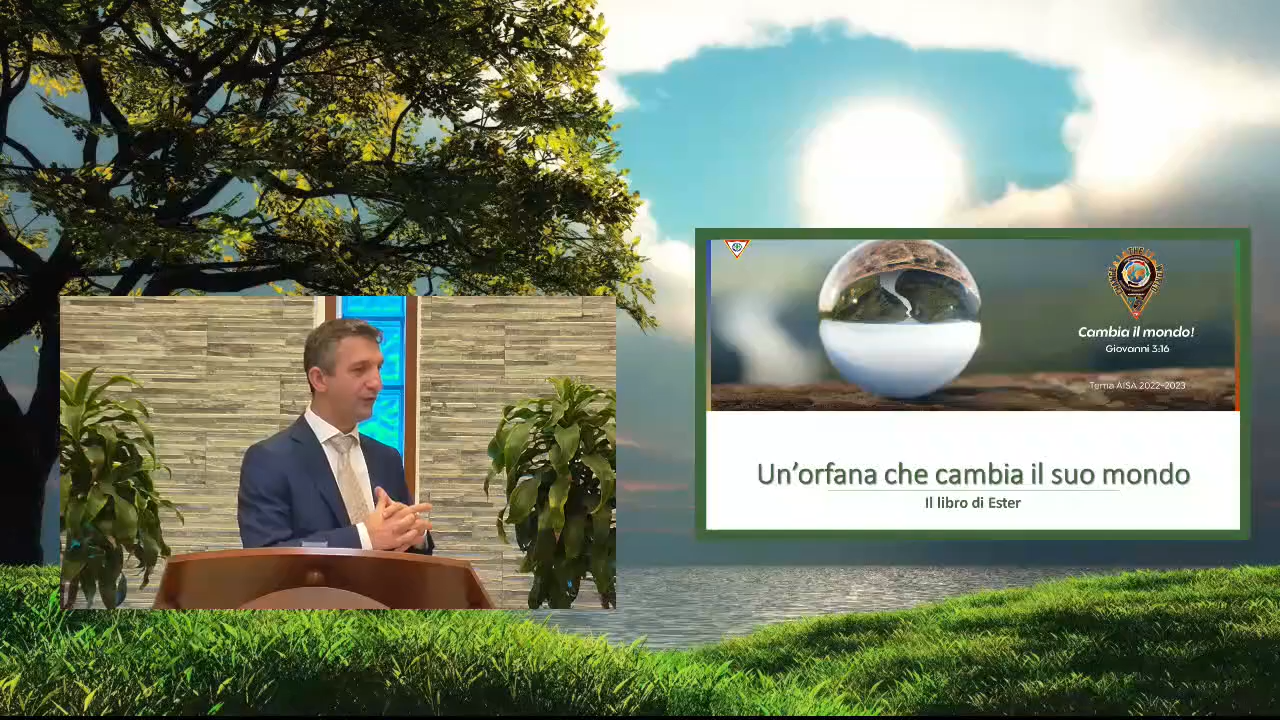 Cambia il mondo!
Giovanni 3:16
Tema AISA 2022-2023
Un'orfana che cambia il suo mondo
Il libro di Ester